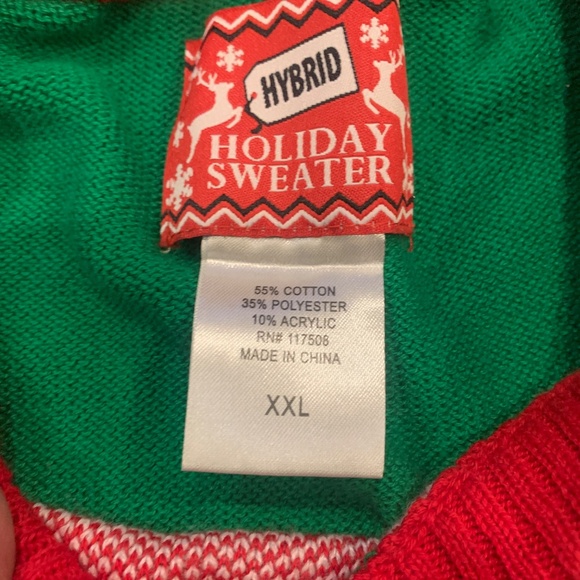 HYBRID
HOLIDAY
SWEATER
55% COTTON
35% POLYESTER
10% ACRYLIC
RN# 117506
MADE IN CHINA
XXL